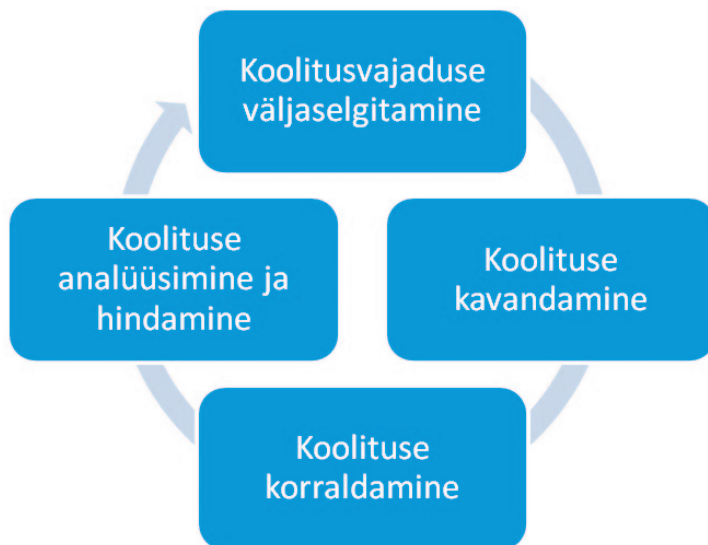 Koolitusvajaduse
väljaselgitamine
Koolituse
kavandamine
Koolituse
korraldamine
Koolituse
analüüsimine ja
hindamine